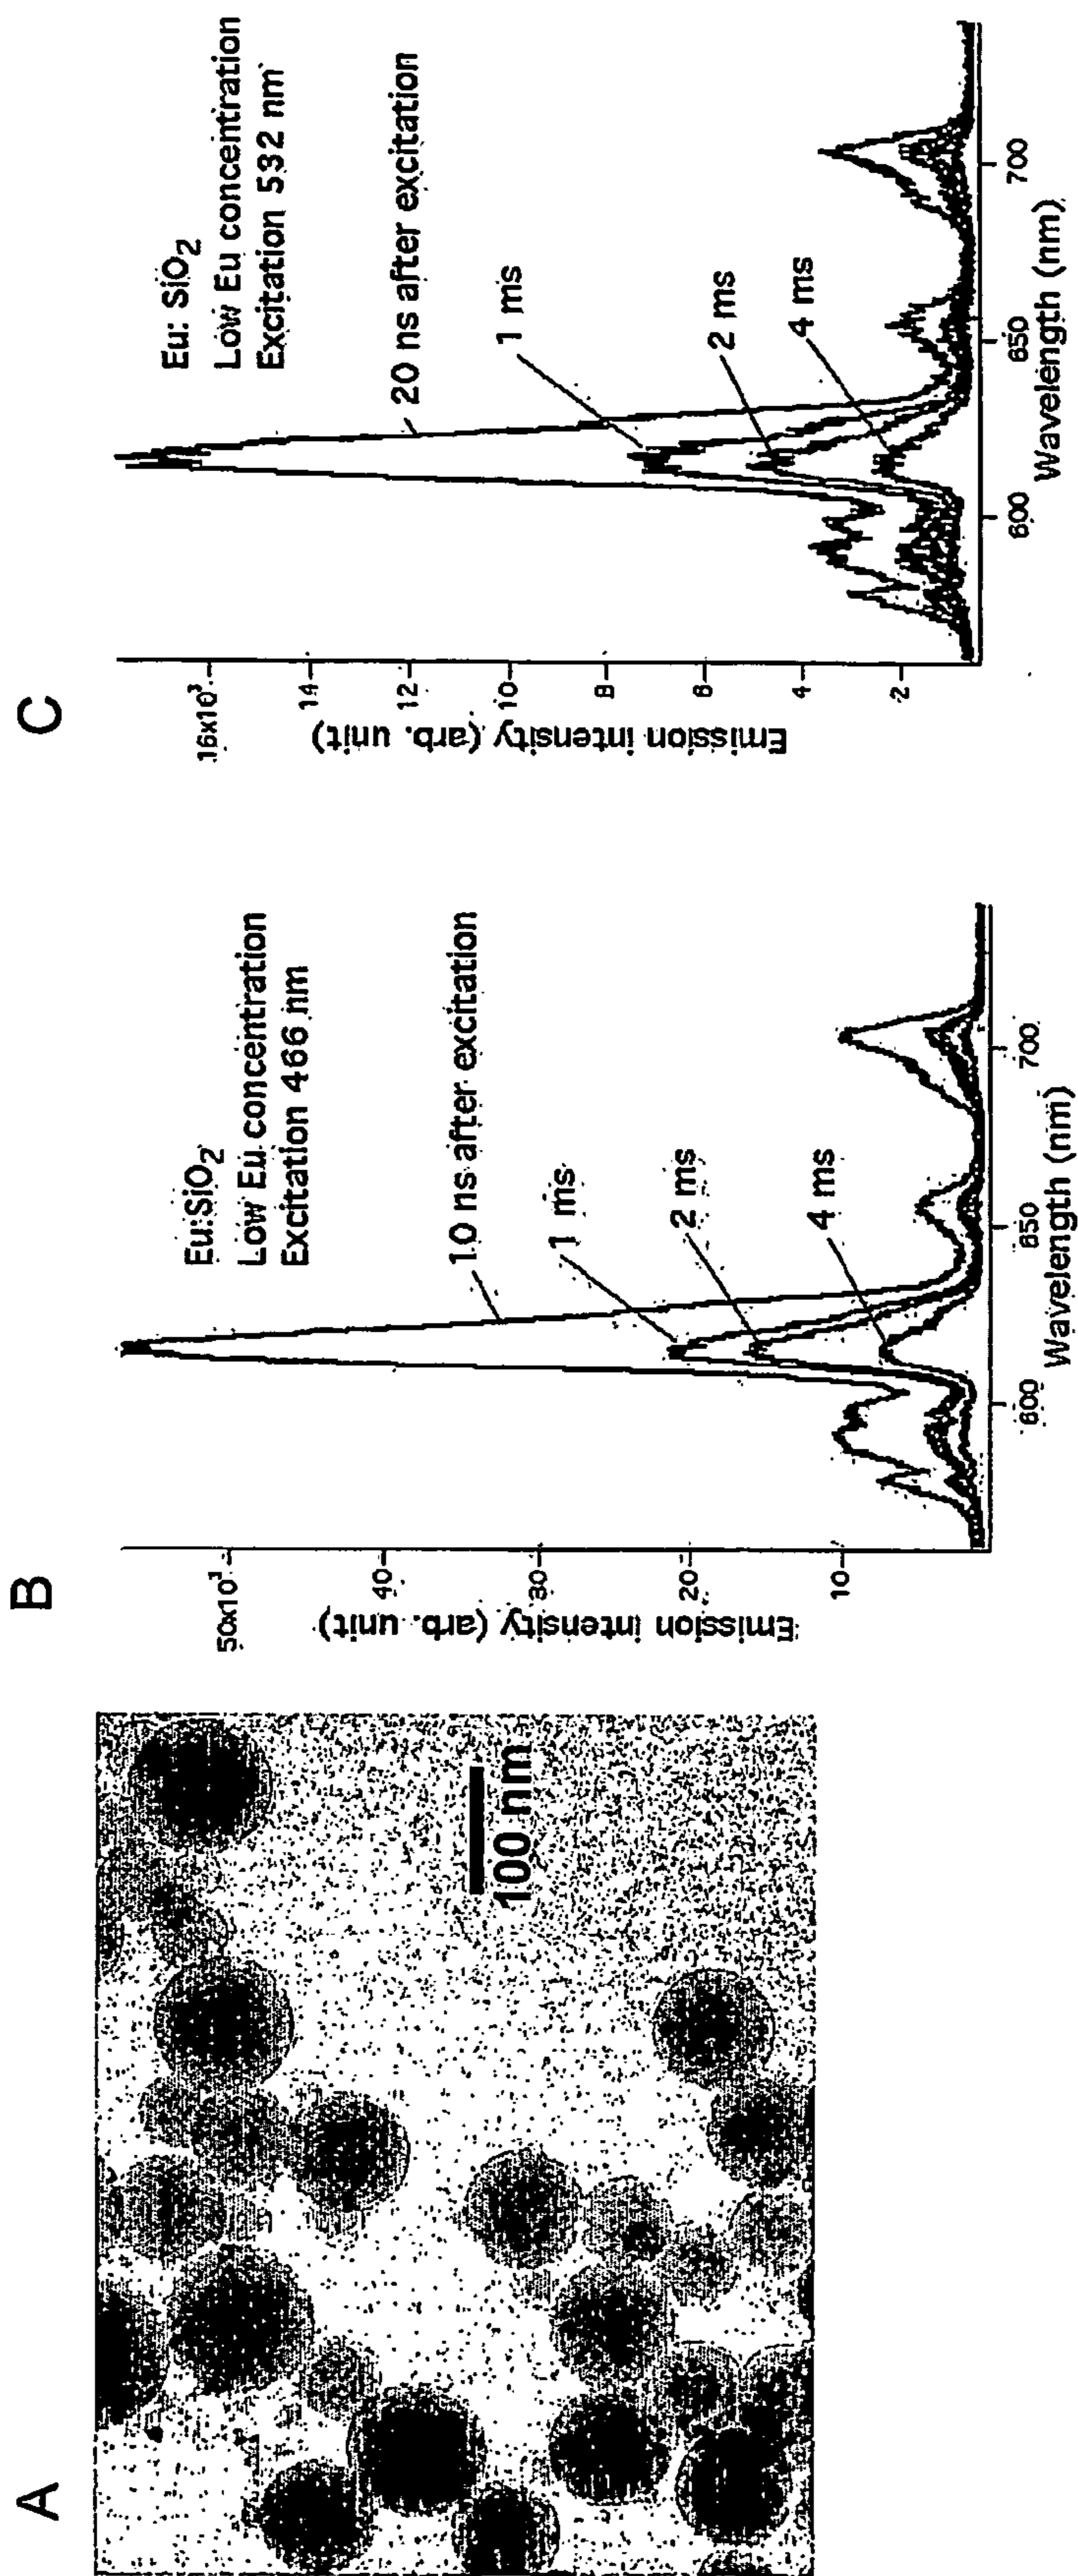 A
100 nm
B
Emission intensity (arb. unit)
50x10³
40
30
20
10
Eu:SiO₂
Low Eu concentration
Excitation 466 nm
10 ns after excitation
1 ms
2 ms
4 ms
600
650
700
Wavelength (nm)
C
Emission intensity (arb. unit)
16x10³
14
12
10
8
6
4
2
Eu: SiO₂
Low Eu concentration
Excitation 532 nm
20 ns after excitation
1 ms
2 ms
4 ms
600
650
700
Wavelength (nm)